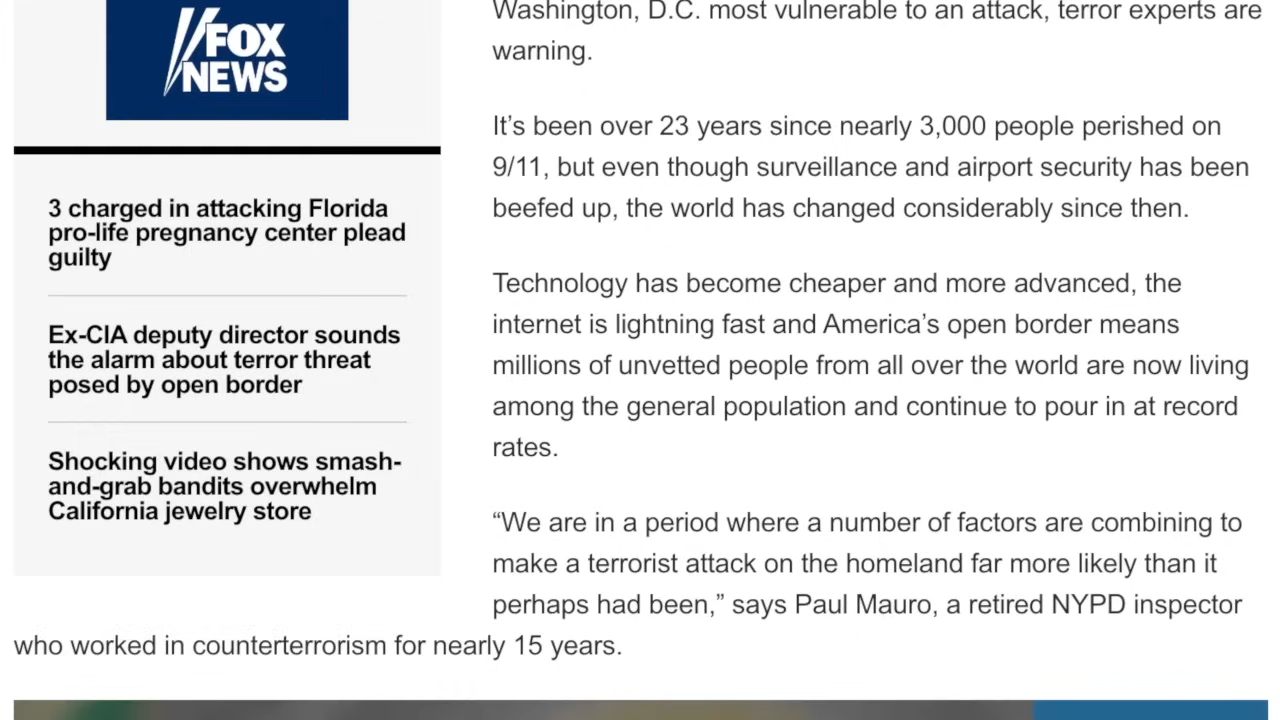 FOX
NEWS
3 charged in attacking Florida
pro-life pregnancy center plead
guilty
Ex-CIA deputy director sounds
the alarm about terror threat
posed by open border
Shocking video shows smash-
and-grab bandits overwhelm
California jewelry store
Washington, D.C. most vulnerable to an attack, terror experts are
warning.
It’s been over 23 years since nearly 3,000 people perished on
9/11, but even though surveillance and airport security has been
beefed up, the world has changed considerably since then.
Technology has become cheaper and more advanced, the
internet is lightning fast and America’s open border means
millions of unvetted people from all over the world are now living
among the general population and continue to pour in at record
rates.
“We are in a period where a number of factors are combining to
make a terrorist attack on the homeland far more likely than it
perhaps had been,” says Paul Mauro, a retired NYPD inspector
who worked in counterterrorism for nearly 15 years.